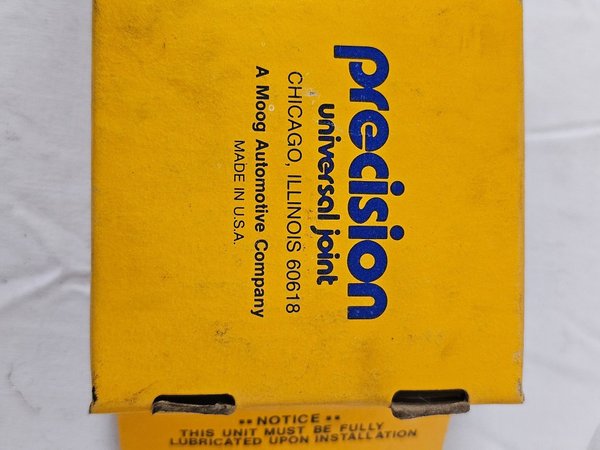 precision
universal joint
CHICAGO, ILLINOIS 60618
A Moog Automotive Company
MADE IN U.S.A.
•• NOTICE ••
THIS UNIT MUST BE FULLY
LUBRICATED UPON INSTALLATION